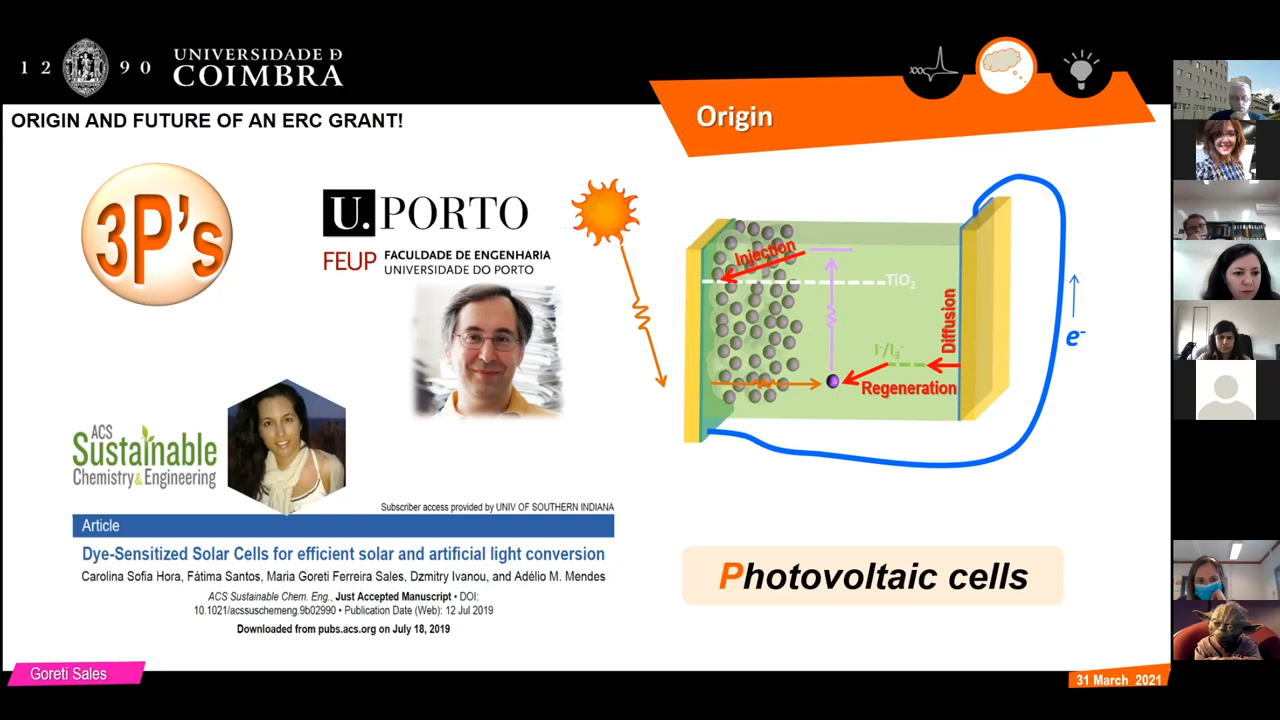 1 2 9 0
UNIVERSIDADE Ð
COIMBRA
ORIGIN AND FUTURE OF AN ERC GRANT!
Origin
3P's
U.PORTO
FEUP FACULDADE DE ENGENHARIA
UNIVERSIDADE DO PORTO
Injection
TiO2
Diffusion
I-/I3-
Regeneration
e-
ACS
Sustainable
Chemistry & Engineering
Subscriber access provided by UNIV OF SOUTHERN INDIANA
Article
Dye-Sensitized Solar Cells for efficient solar and artificial light conversion
Carolina Sofia Hora, Fátima Santos, Maria Goreti Ferreira Sales, Dzmitry Ivanou, and Adélio M. Mendes
ACS Sustainable Chem. Eng., Just Accepted Manuscript • DOI:
10.1021/acssuschemeng.9b02990 • Publication Date (Web): 12 Jul 2019
Downloaded from pubs.acs.org on July 18, 2019
Photovoltaic cells
Goreti Sales
31 March 2021